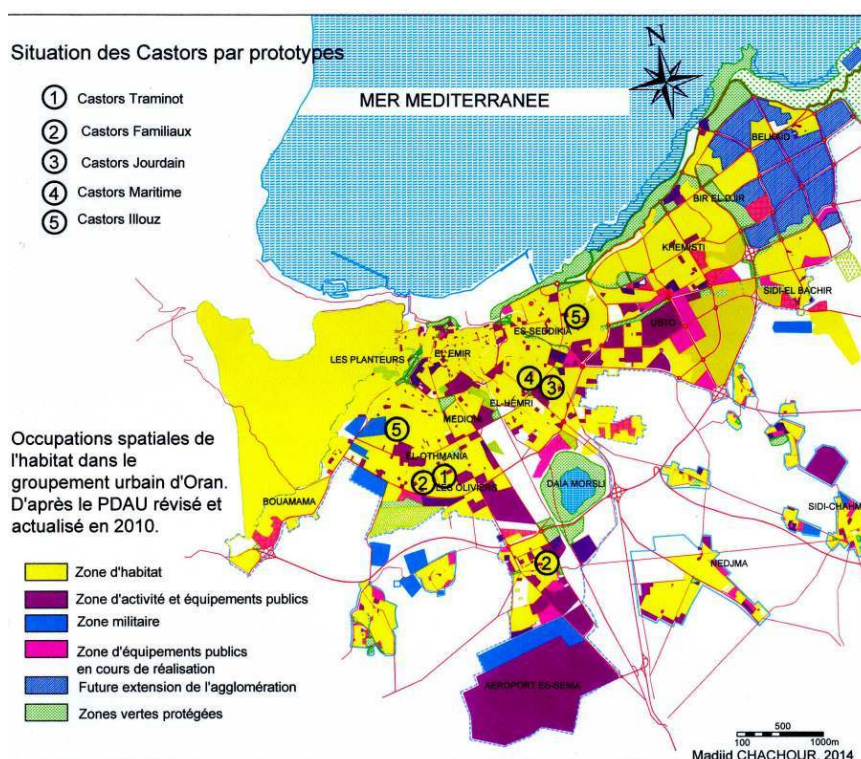 Situation des Castors par prototypes
1 Castors Traminot
2 Castors Familiaux
3 Castors Jourdain
4 Castors Maritime
5 Castors Illouz
MER MEDITERRANEE
N
BELKAID
BIR EL DJIR
KHEMISTI
SIDI-EL BACHIR
ES-SEDDIKIA
5
USTO
LES PLANTEURS
EL EMIR
4
3
EL-HEMRI
MEDIONI
5
EL-OTHMANIA
2
1
LES OLIVIERS
DAIA MORSLI
BOUAMAMA
SIDI-CHAHM
2
NEDJMA
AEROPORT ES-SENIA
Occupations spatiales de
l'habitat dans le
groupement urbain d'Oran.
D'après le PDAU révisé et
actualisé en 2010.
Zone d'habitat
Zone d'activité et équipements publics
Zone militaire
Zone d'équipements publics
en cours de réalisation
Future extension de l'agglomération
Zones vertes protégées
500
100 1000m
Madjid CHACHOUR, 2014